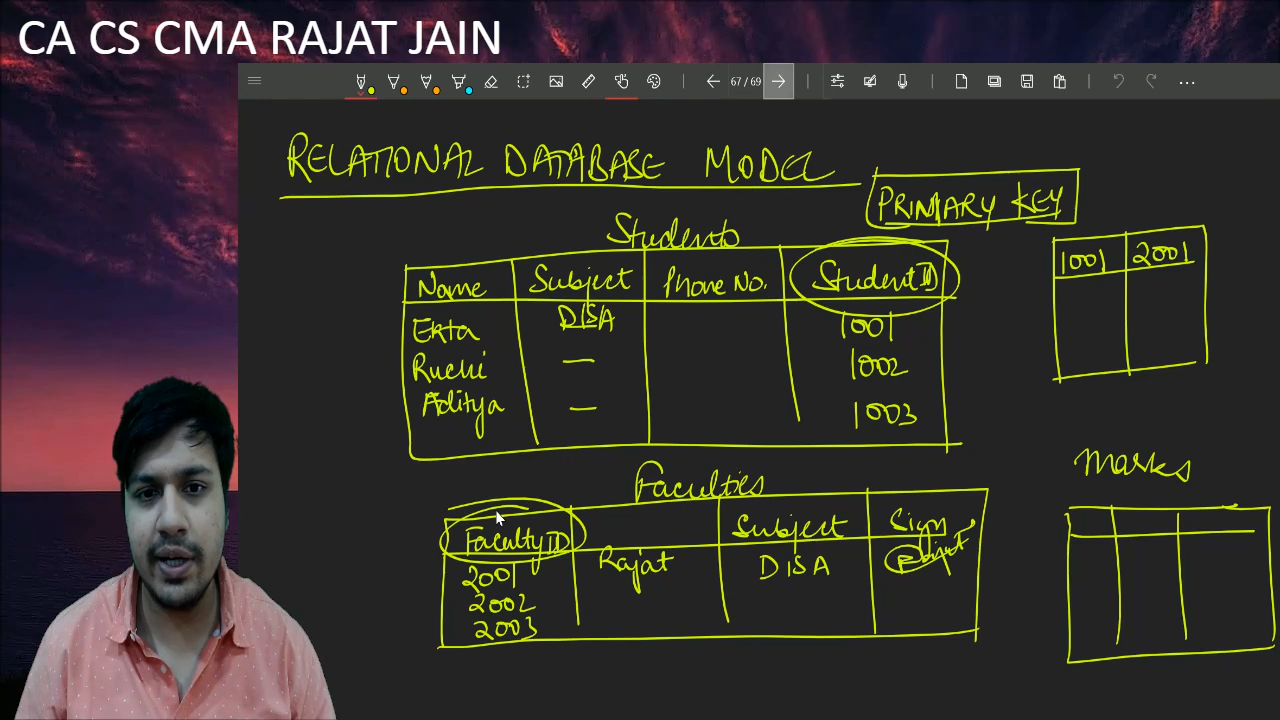 CA CS CMA RAJAT JAIN
67 / 69
RELATIONAL DATABASE MODEL
PRIMARY KEY
Students
Name Subject Phone No. Student ID
Ekta DISA 1001
Ruchi — 1002
Aditya — 1003
1001 2001
Faculties
Faculty ID Subject Sign
2001 Rajat DISA Rajat
2002
2003
Marks